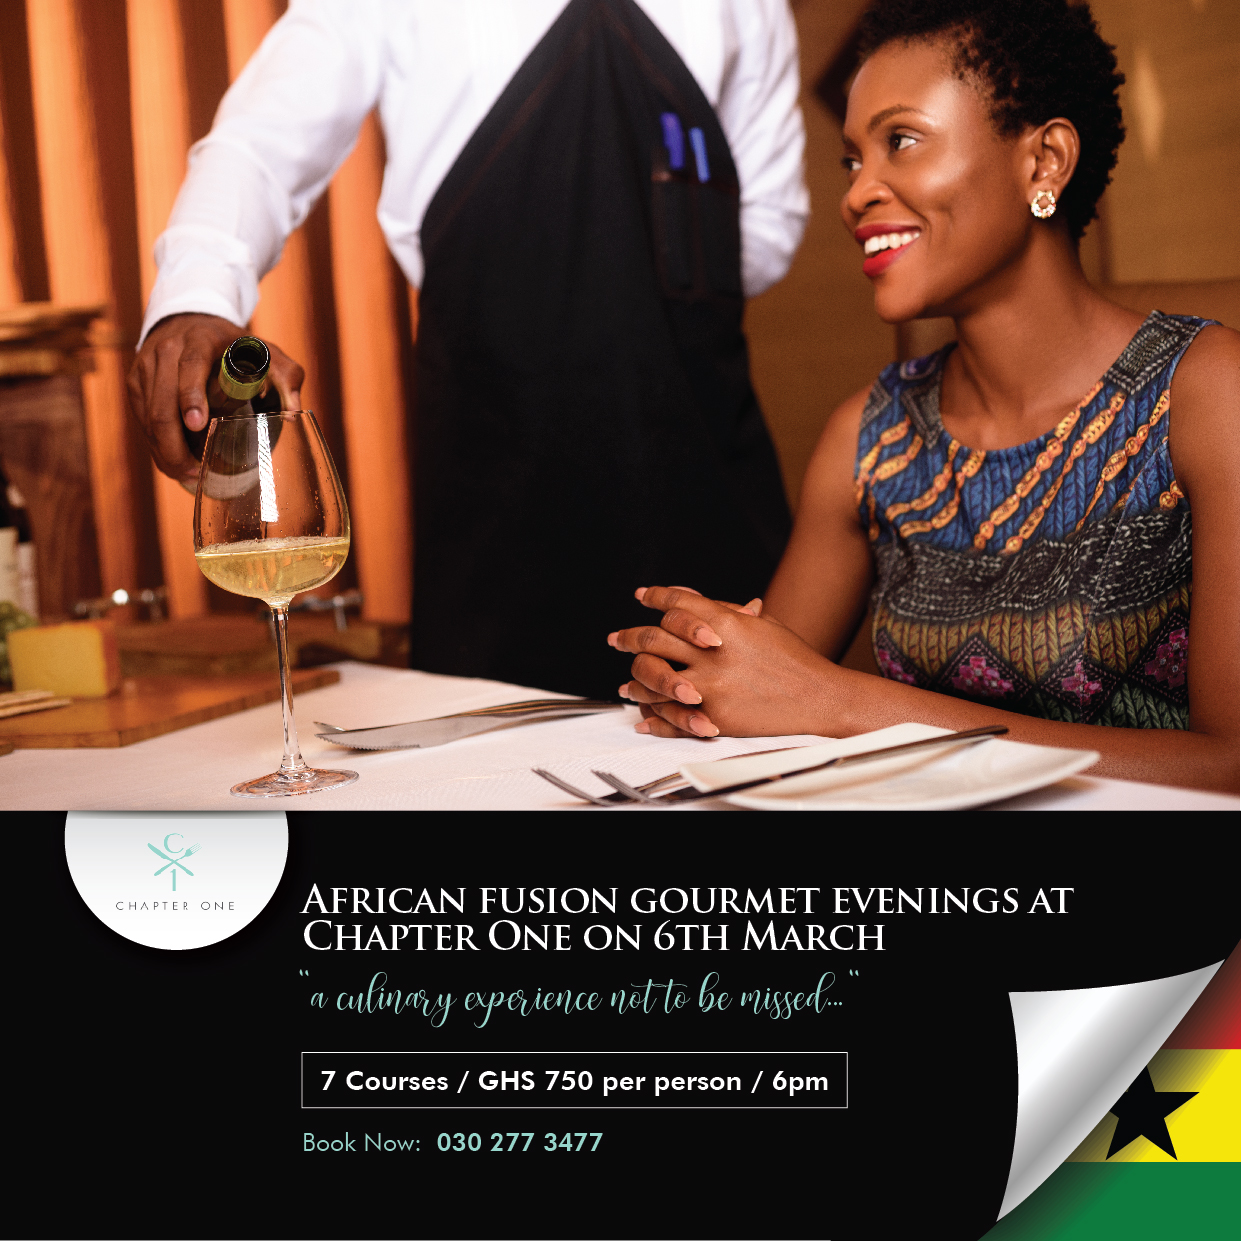 C
1
CHAPTER ONE
AFRICAN FUSION GOURMET EVENINGS AT
CHAPTER ONE ON 6TH MARCH
“a culinary experience not to be missed...“
7 Courses / GHS 750 per person / 6pm
Book Now: 030 277 3477